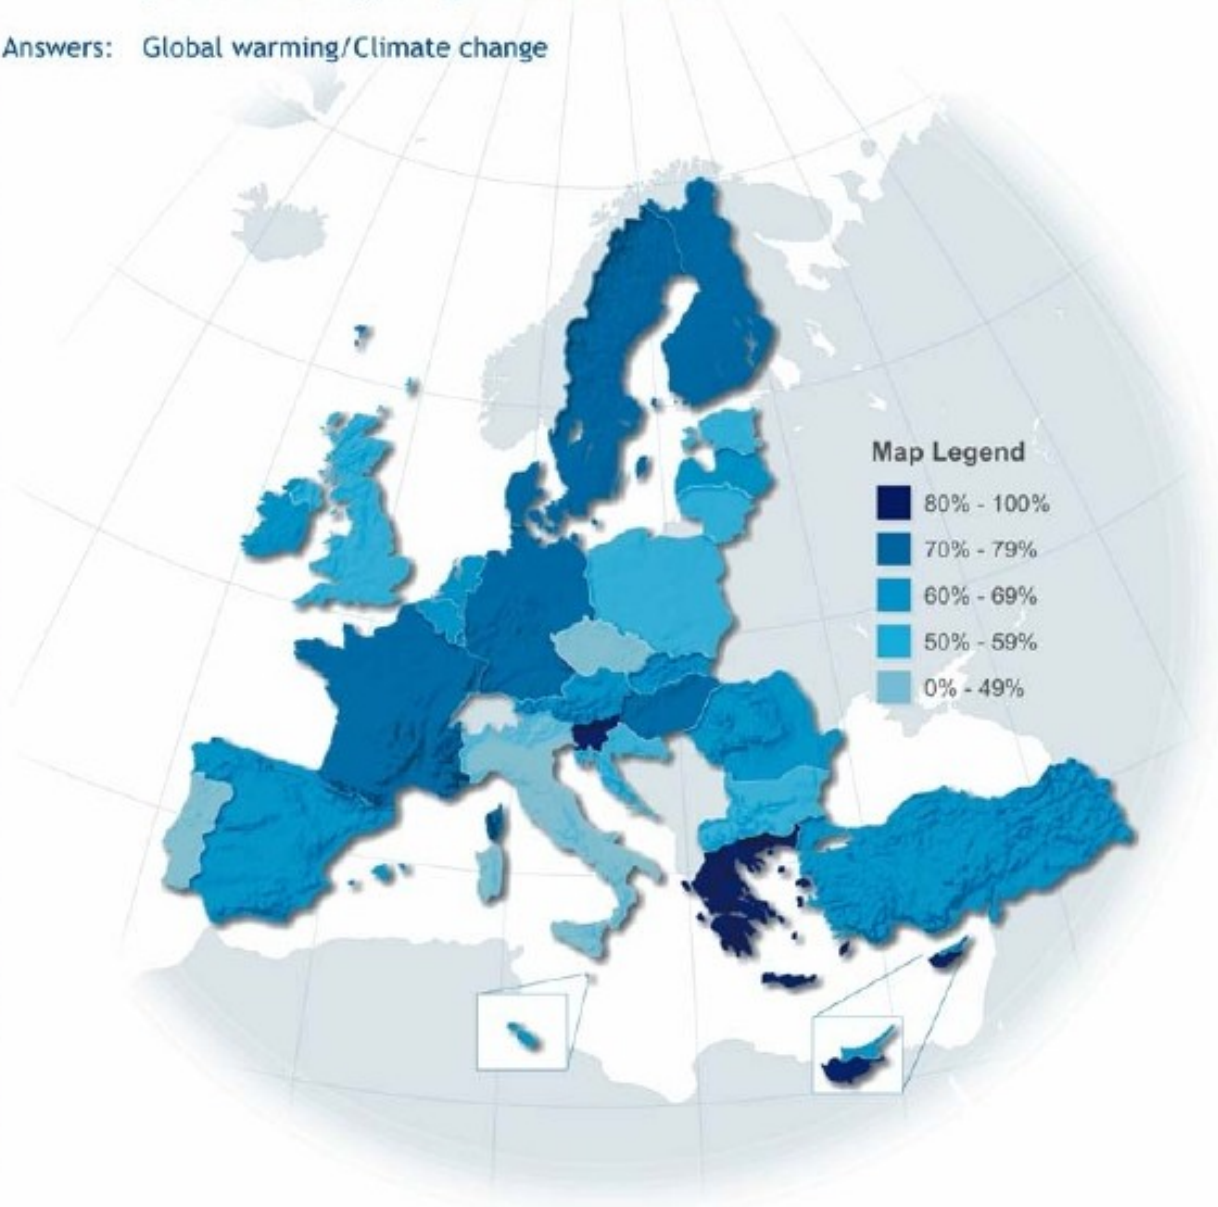 Answers: Global warming/Climate change
Map Legend
80% - 100%
70% - 79%
60% - 69%
50% - 59%
0% - 49%